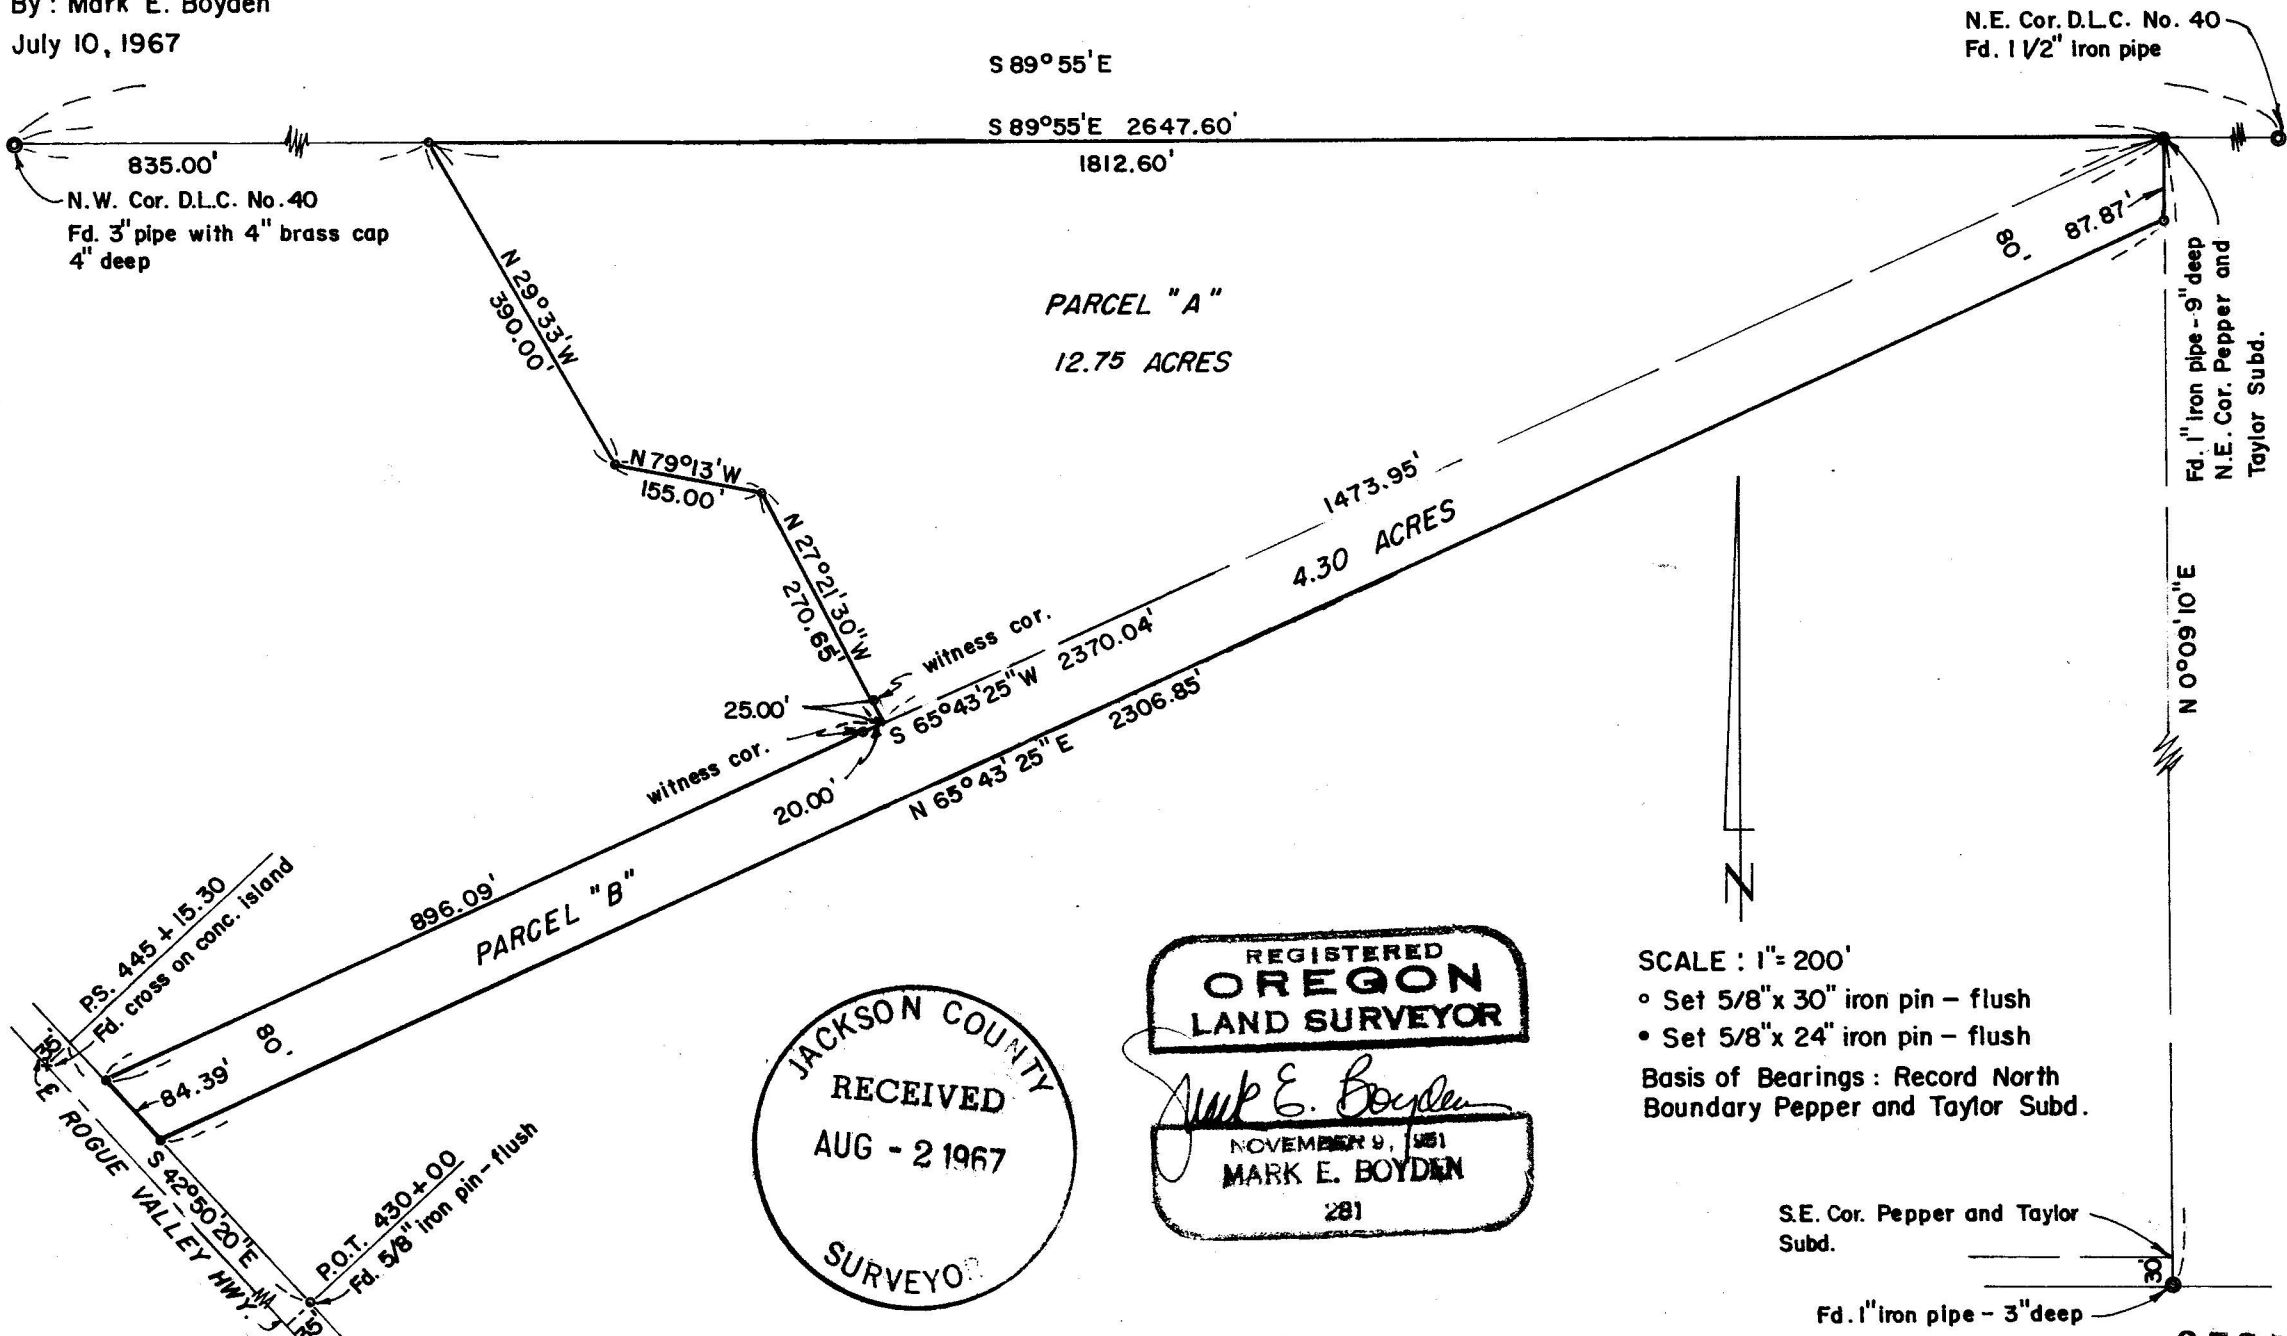 By: Mark E. Boyden
July 10, 1967
S 89° 55' E
N.E. Cor. D.L.C. No. 40
Fd. 1 1/2" iron pipe
S 89°55'E 2647.60'
835.00'
1812.60'
N.W. Cor. D.L.C. No. 40
Fd. 3" pipe with 4" brass cap
4" deep
N 29°33'W
390.00'
PARCEL "A"
12.75 ACRES
80'
87.87'
Fd. 1" iron pipe - 9" deep
N.E. Cor. Pepper and
Taylor Subd.
N 79°13'W
155.00'
N 27°21'30"W
270.65'
1473.95'
4.30 ACRES
witness cor.
25.00'
S 65°43'25" W 2370.04'
N 65°43'25" E 2306.85'
witness cor.
20.00'
N 0°09'10"E
896.09'
PARCEL "B"
P.S. 445 + 15.30
Fd. cross on conc. island
35'
80'
84.39'
℄ ROGUE VALLEY HWY.
S 42°50'20"E
P.O.T. 430+00
Fd. 5/8" iron pin - flush
35'
JACKSON COUNTY
RECEIVED
AUG - 2 1967
SURVEYOR
REGISTERED
OREGON
LAND SURVEYOR
Mark E. Boyden
NOVEMBER 9, 1951
MARK E. BOYDEN
281
N
SCALE : 1"= 200'
° Set 5/8" x 30" iron pin - flush
• Set 5/8" x 24" iron pin - flush
Basis of Bearings : Record North
Boundary Pepper and Taylor Subd.
S.E. Cor. Pepper and Taylor
Subd.
30'
Fd. 1" iron pipe - 3" deep